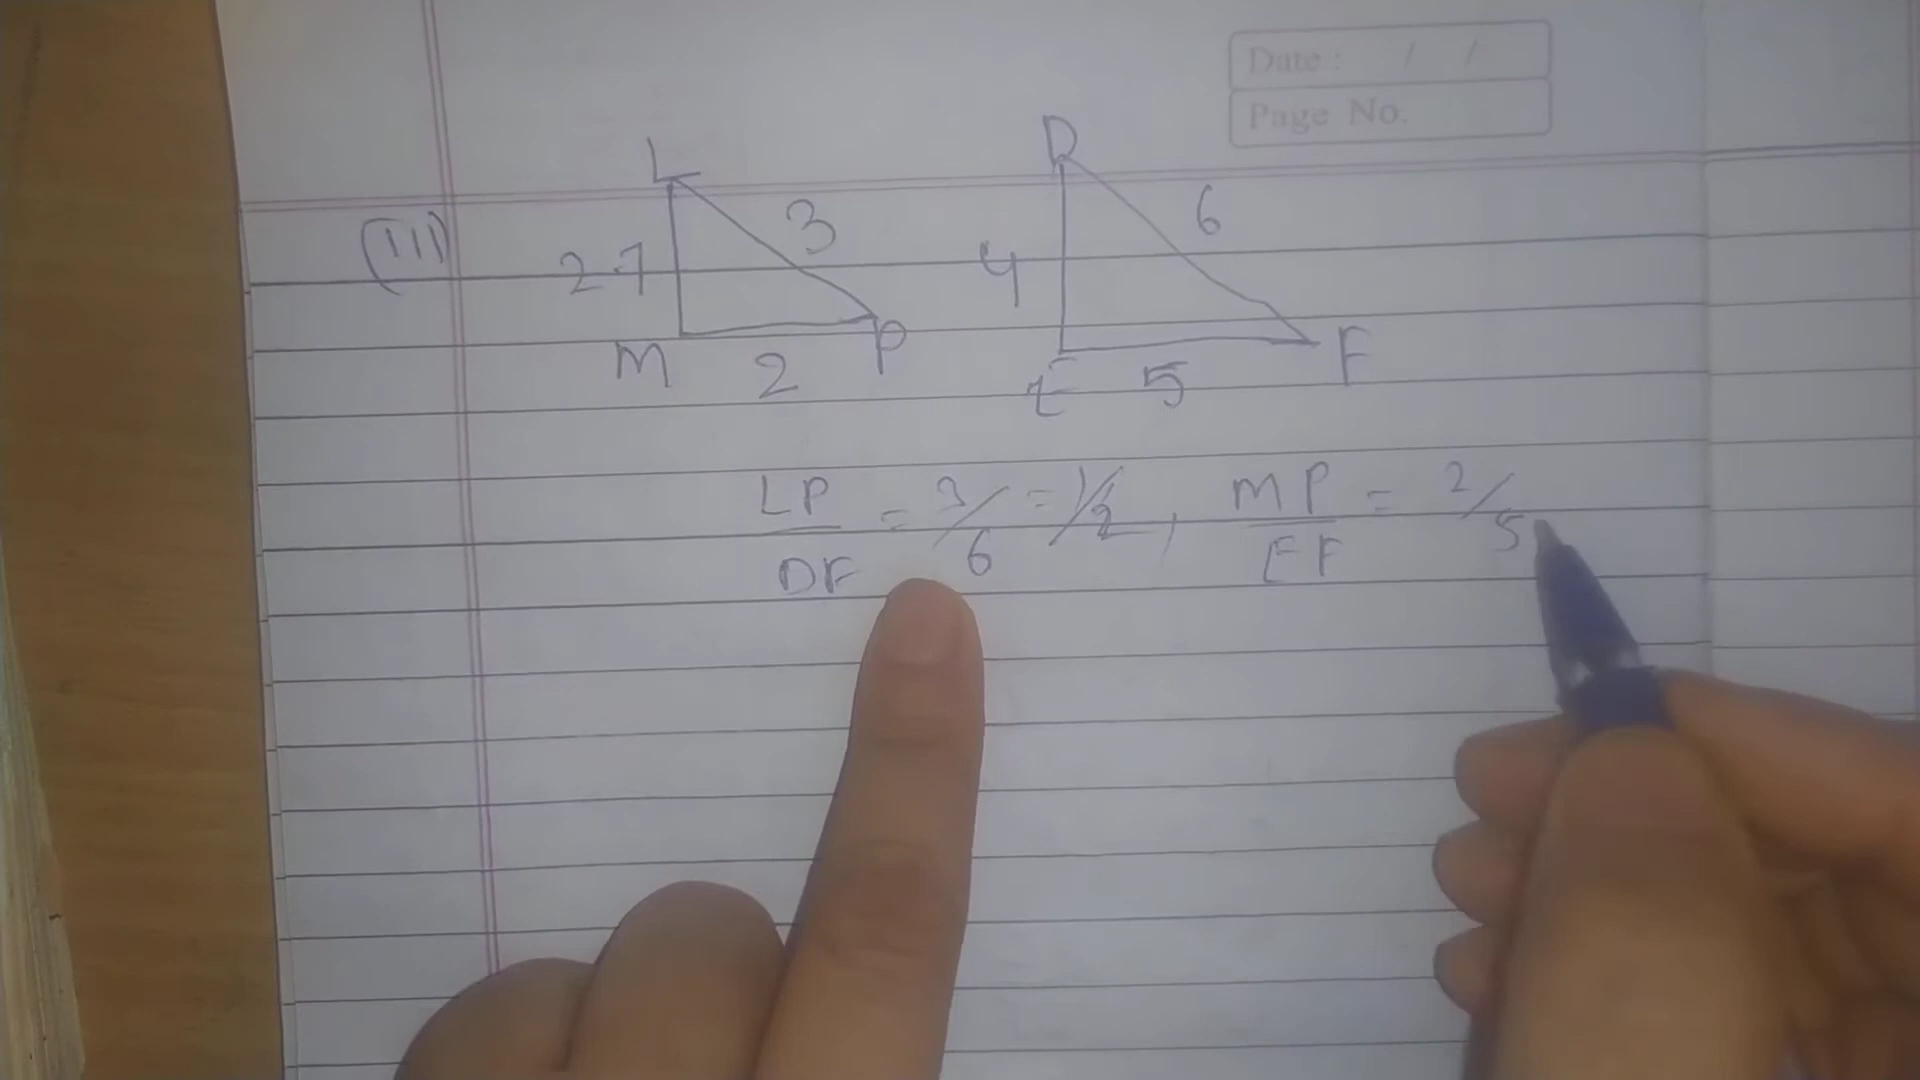 Date : / /
Page No.
L D
(III) 2.7 3 4 6
M 2 P E 5 F
LP/DF = 3/6 = 1/2 , MP/EF = 2/5